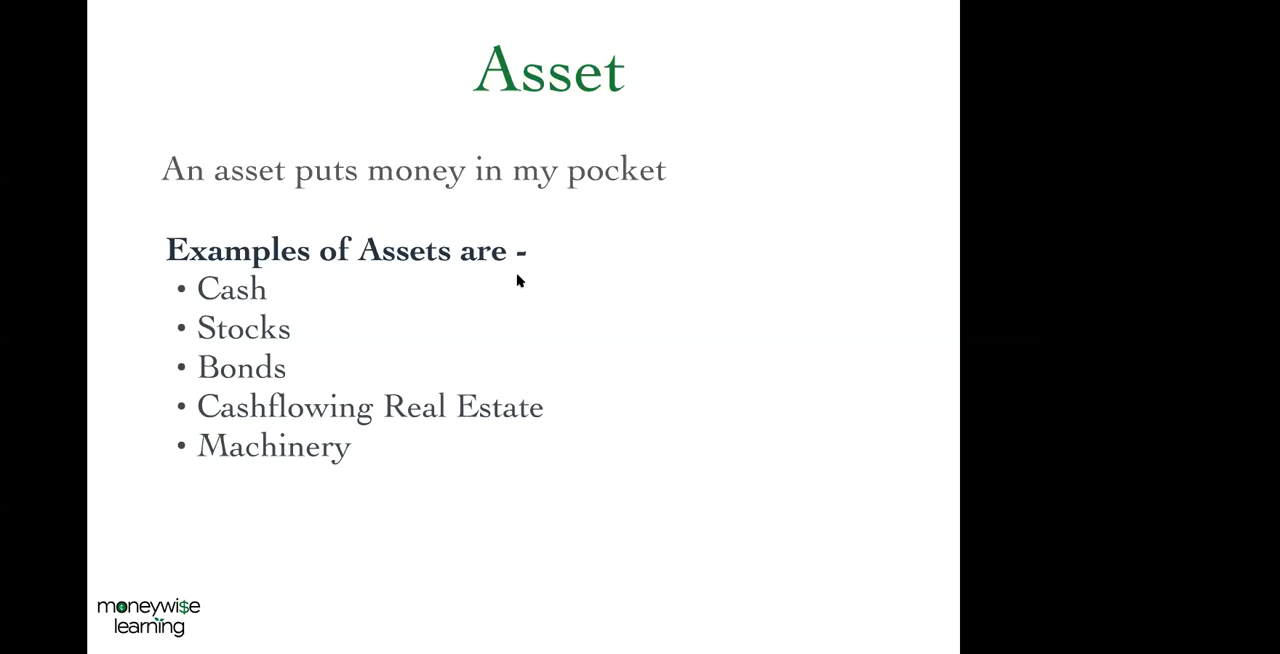 Asset
An asset puts money in my pocket
Examples of Assets are -
• Cash
• Stocks
• Bonds
• Cashflowing Real Estate
• Machinery
moneywi$e
learning